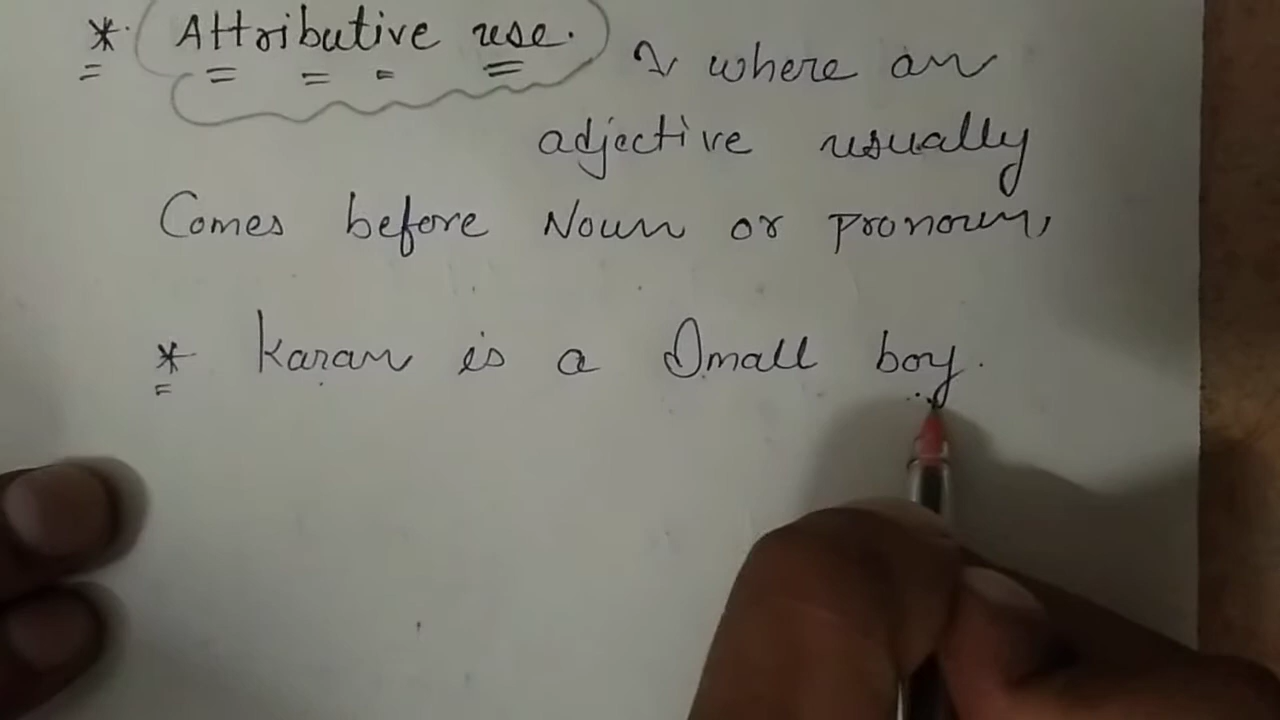 * Attributive use. where an
adjective usually
Comes before Noun or pronoun,
* Karan is a Small boy.